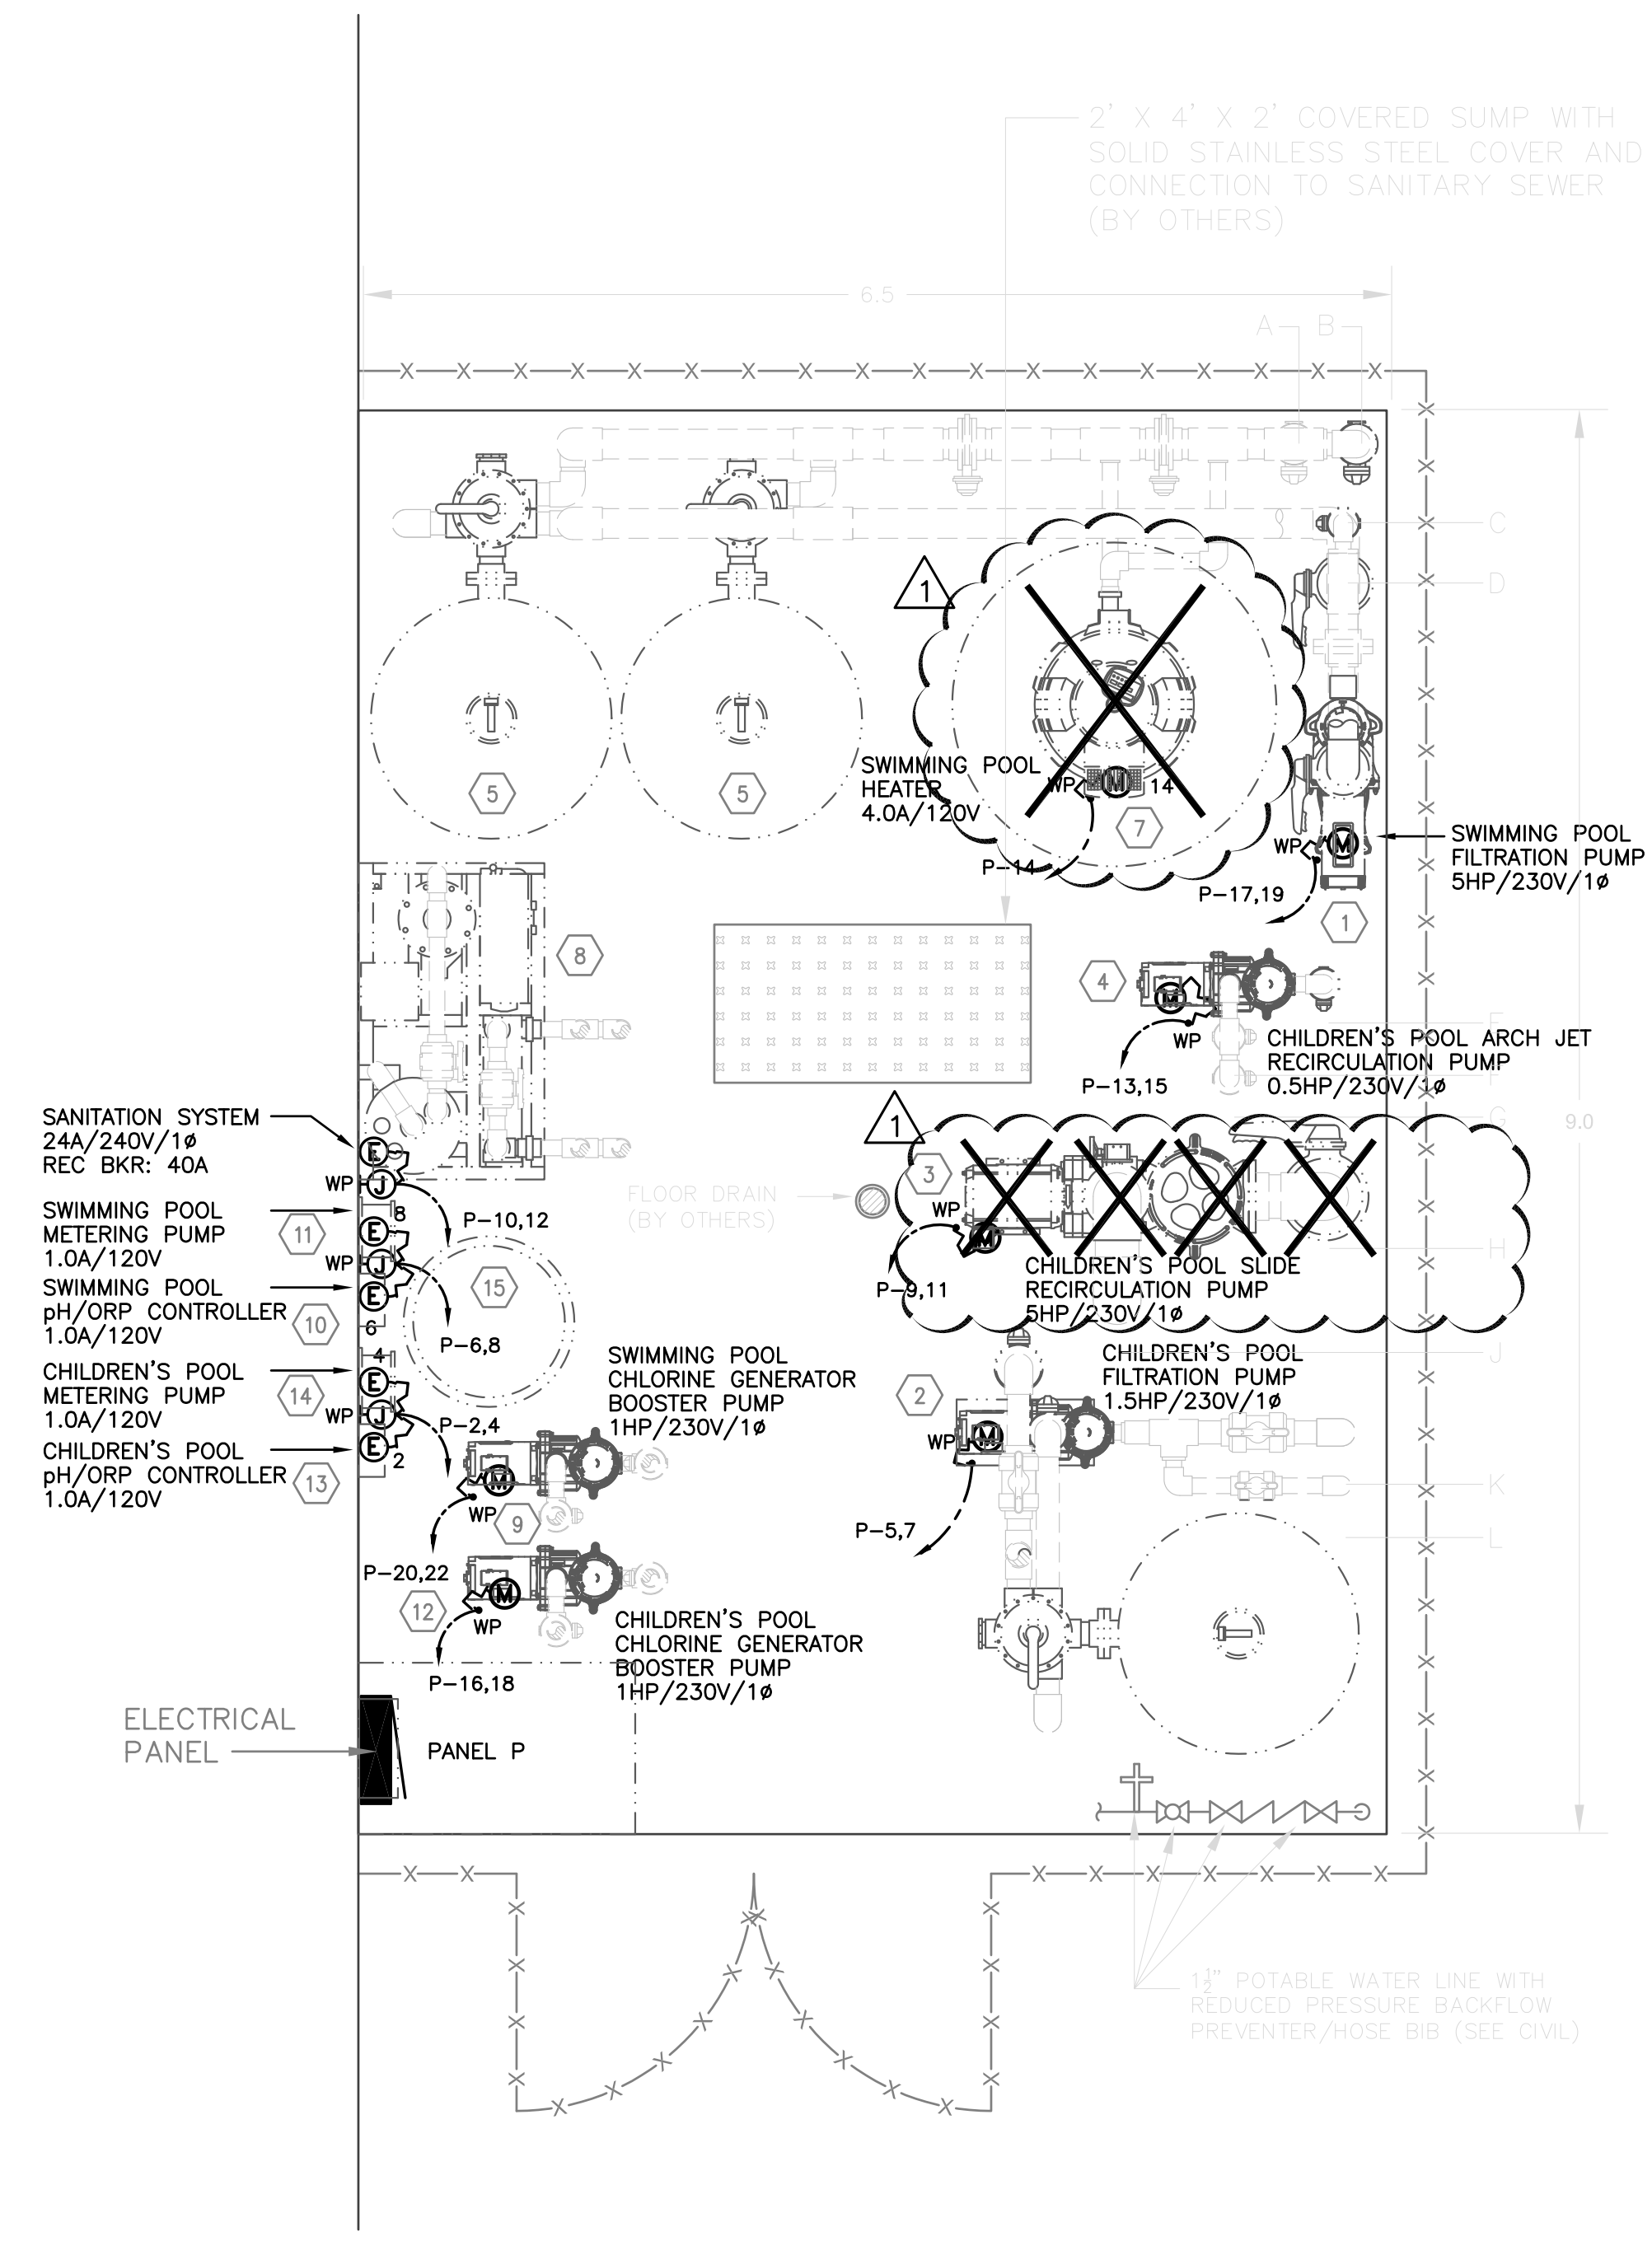 2' X 4' X 2' COVERED SUMP WITH
SOLID STAINLESS STEEL COVER AND
CONNECTION TO SANITARY SEWER
(BY OTHERS)
6.5
A
B
C
D
1
5
5
SWIMMING POOL
HEATER
4.0A/120V
WP
M
14
7
P-14
WP
M
SWIMMING POOL
FILTRATION PUMP
5HP/230V/1ø
P-17,19
1
8
4
M
WP
P-13,15
E
CHILDREN'S POOL ARCH JET
RECIRCULATION PUMP
0.5HP/230V/1ø
F
G
9.0
1
SANITATION SYSTEM
24A/240V/1ø
REC BKR: 40A
E
WP
J
P-10,12
FLOOR DRAIN
(BY OTHERS)
3
WP
M
P-9,11
CHILDREN'S POOL SLIDE
RECIRCULATION PUMP
5HP/230V/1ø
H
SWIMMING POOL
METERING PUMP
1.0A/120V
11
8
E
WP
J
15
SWIMMING POOL
pH/ORP CONTROLLER
1.0A/120V
10
E
6
P-6,8
CHILDREN'S POOL
METERING PUMP
1.0A/120V
14
4
E
WP
J
P-2,4
CHILDREN'S POOL
pH/ORP CONTROLLER
1.0A/120V
13
E
2
SWIMMING POOL
CHLORINE GENERATOR
BOOSTER PUMP
1HP/230V/1ø
M
WP
9
P-20,22
CHILDREN'S POOL
FILTRATION PUMP
1.5HP/230V/1ø
J
2
WP
M
P-5,7
K
L
12
M
WP
P-16,18
CHILDREN'S POOL
CHLORINE GENERATOR
BOOSTER PUMP
1HP/230V/1ø
ELECTRICAL
PANEL
PANEL P
1½" POTABLE WATER LINE WITH
REDUCED PRESSURE BACKFLOW
PREVENTER/HOSE BIB (SEE CIVIL)